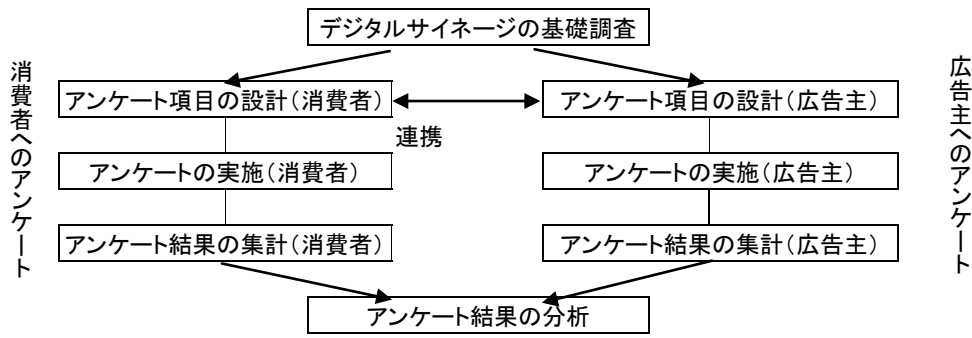 デジタルサイネージの基礎調査
消費者へのアンケート
アンケート項目の設計(消費者)
アンケート項目の設計(広告主)
広告主へのアンケート
連携
アンケートの実施(消費者)
アンケートの実施(広告主)
アンケート結果の集計(消費者)
アンケート結果の集計(広告主)
アンケート結果の分析